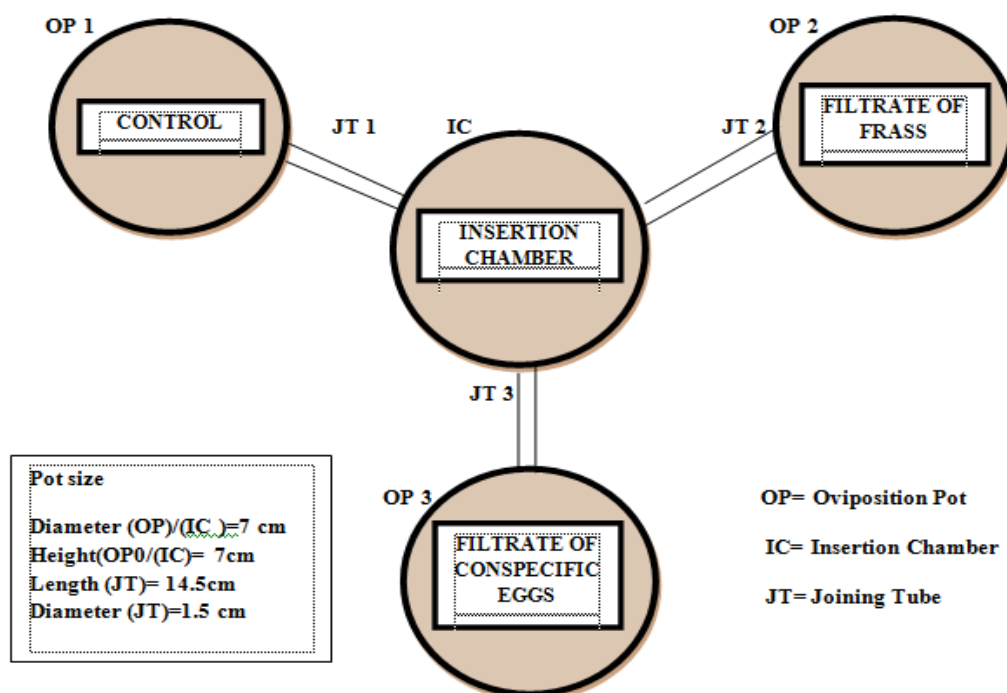 OP 1
OP 2
CONTROL
FILTRATE OF
FRASS
JT 1
IC
JT 2
INSERTION
CHAMBER
JT 3
OP 3
FILTRATE OF
CONSPECIFIC
EGGS
Pot size
Diameter (OP)/(IC )=7 cm
Height(OP0/(IC)= 7cm
Length (JT)= 14.5cm
Diameter (JT)=1.5 cm
OP= Oviposition Pot
IC= Insertion Chamber
JT= Joining Tube